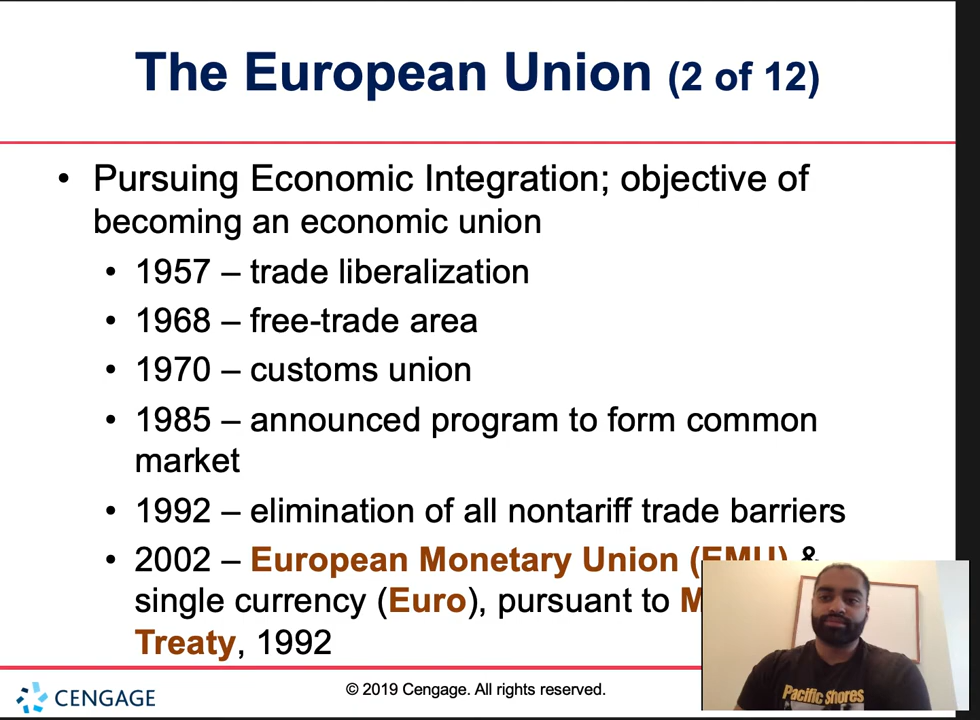 The European Union (2 of 12)
• Pursuing Economic Integration; objective of
becoming an economic union
• 1957 – trade liberalization
• 1968 – free-trade area
• 1970 – customs union
• 1985 – announced program to form common
market
• 1992 – elimination of all nontariff trade barriers
• 2002 – European Monetary Union (EMU) &
single currency (Euro), pursuant to
Treaty, 1992
CENGAGE
© 2019 Cengage. All rights reserved.
Pacific Shores